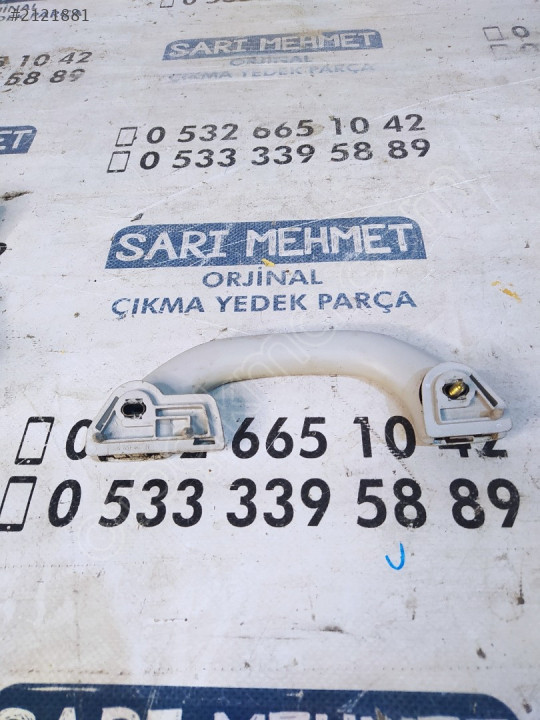 #2121881
SARI MEHMET
ORJİNAL
ÇIKMA YEDEK PARÇA
0 532 665 10 42
0 533 339 58 89
SARI MEHMET
ORJİNAL
ÇIKMA YEDEK PARÇA
665 10 42
0 533 339 58 89